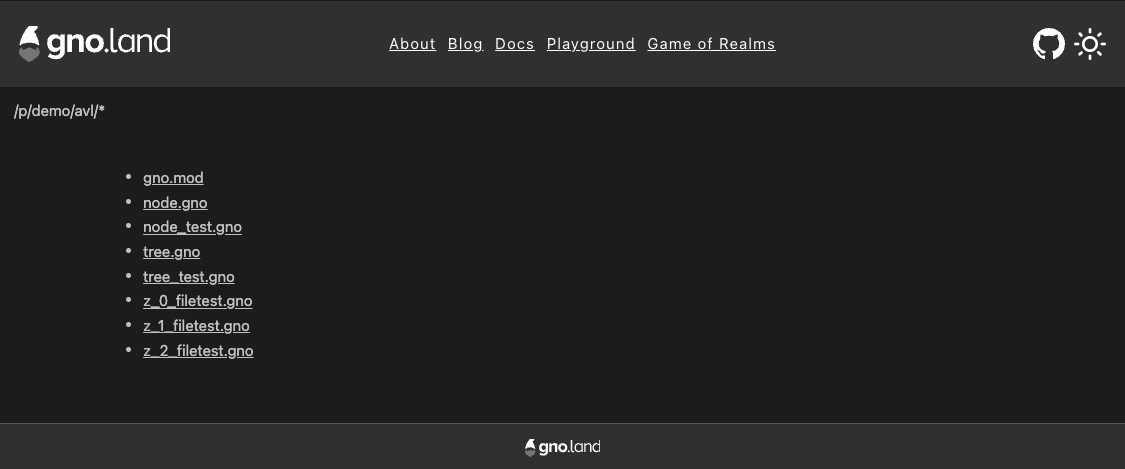 gno.land
About Blog Docs Playground Game of Realms
/p/demo/avl/*
• gno.mod
• node.gno
• node_test.gno
• tree.gno
• tree_test.gno
• z_0_filetest.gno
• z_1_filetest.gno
• z_2_filetest.gno
gno.land